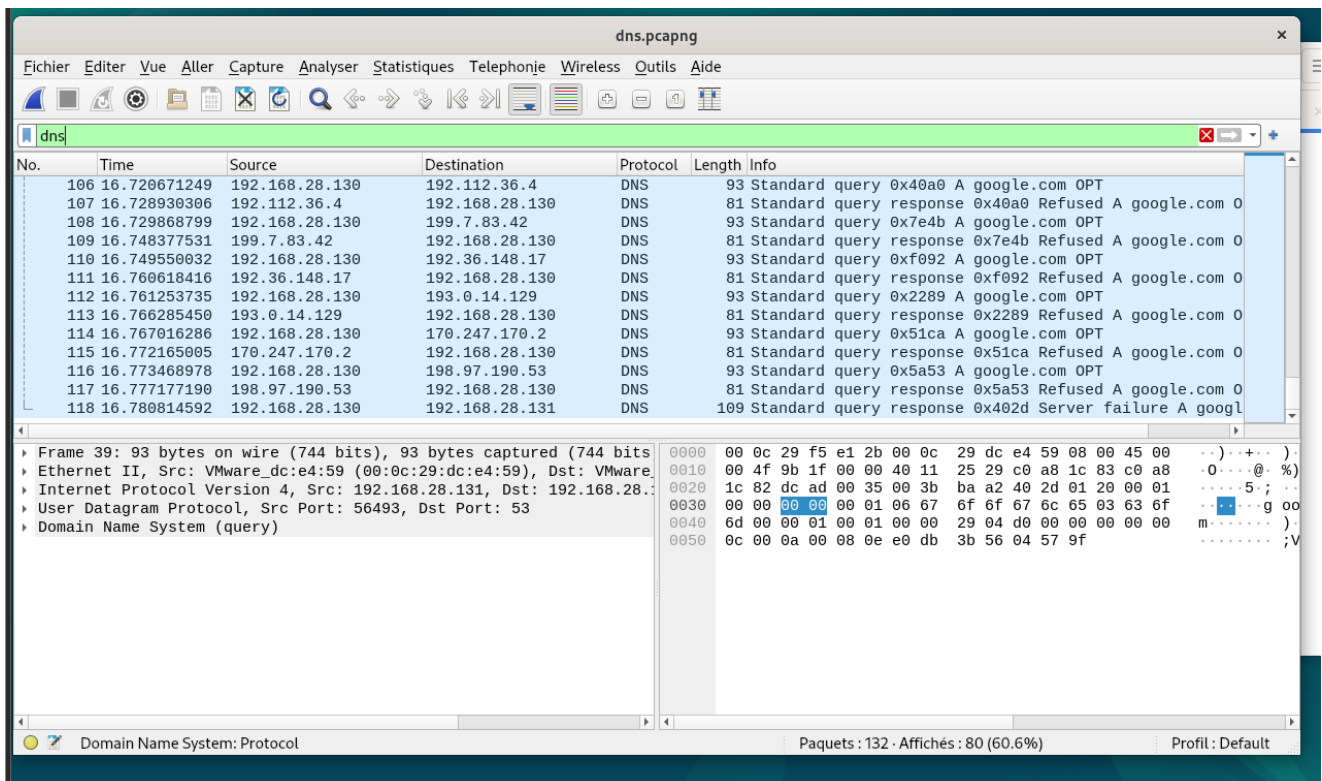 dns.pcapng
Fichier Editer Vue Aller Capture Analyser Statistiques Telephonie Wireless Outils Aide
dns
No. Time Source Destination Protocol Length Info
106 16.720671249 192.168.28.130 192.112.36.4 DNS 93 Standard query 0x40a0 A google.com OPT
107 16.728930306 192.112.36.4 192.168.28.130 DNS 81 Standard query response 0x40a0 Refused A google.com O
108 16.729868799 192.168.28.130 199.7.83.42 DNS 93 Standard query 0x7e4b A google.com OPT
109 16.748377531 199.7.83.42 192.168.28.130 DNS 81 Standard query response 0x7e4b Refused A google.com O
110 16.749550032 192.168.28.130 192.36.148.17 DNS 93 Standard query 0xf092 A google.com OPT
111 16.760618416 192.36.148.17 192.168.28.130 DNS 81 Standard query response 0xf092 Refused A google.com O
112 16.761253735 192.168.28.130 193.0.14.129 DNS 93 Standard query 0x2289 A google.com OPT
113 16.766285450 193.0.14.129 192.168.28.130 DNS 81 Standard query response 0x2289 Refused A google.com O
114 16.767016286 192.168.28.130 170.247.170.2 DNS 93 Standard query 0x51ca A google.com OPT
115 16.772165005 170.247.170.2 192.168.28.130 DNS 81 Standard query response 0x51ca Refused A google.com O
116 16.773468978 192.168.28.130 198.97.190.53 DNS 93 Standard query 0x5a53 A google.com OPT
117 16.777177190 198.97.190.53 192.168.28.130 DNS 81 Standard query response 0x5a53 Refused A google.com O
118 16.780814592 192.168.28.130 192.168.28.131 DNS 109 Standard query response 0x402d Server failure A googl
Frame 39: 93 bytes on wire (744 bits), 93 bytes captured (744 bits
Ethernet II, Src: VMware_dc:e4:59 (00:0c:29:dc:e4:59), Dst: VMware_
Internet Protocol Version 4, Src: 192.168.28.131, Dst: 192.168.28.1
User Datagram Protocol, Src Port: 56493, Dst Port: 53
Domain Name System (query)
0000 00 0c 29 f5 e1 2b 00 0c 29 dc e4 59 08 00 45 00 ··)··+·· )·
0010 00 4f 9b 1f 00 00 40 11 25 29 c0 a8 1c 83 c0 a8 ·O····@· %)
0020 1c 82 dc ad 00 35 00 3b ba a2 40 2d 01 20 00 01 ·····5·; ··
0030 00 00 00 00 00 01 06 67 6f 6f 67 6c 65 03 63 6f ·······g oo
0040 6d 00 00 01 00 01 00 00 29 04 d0 00 00 00 00 00 m······· )·
0050 0c 00 0a 00 08 0e e0 db 3b 56 04 57 9f ········ ;V
Domain Name System: Protocol Paquets : 132 · Affichés : 80 (60.6%) Profil : Default